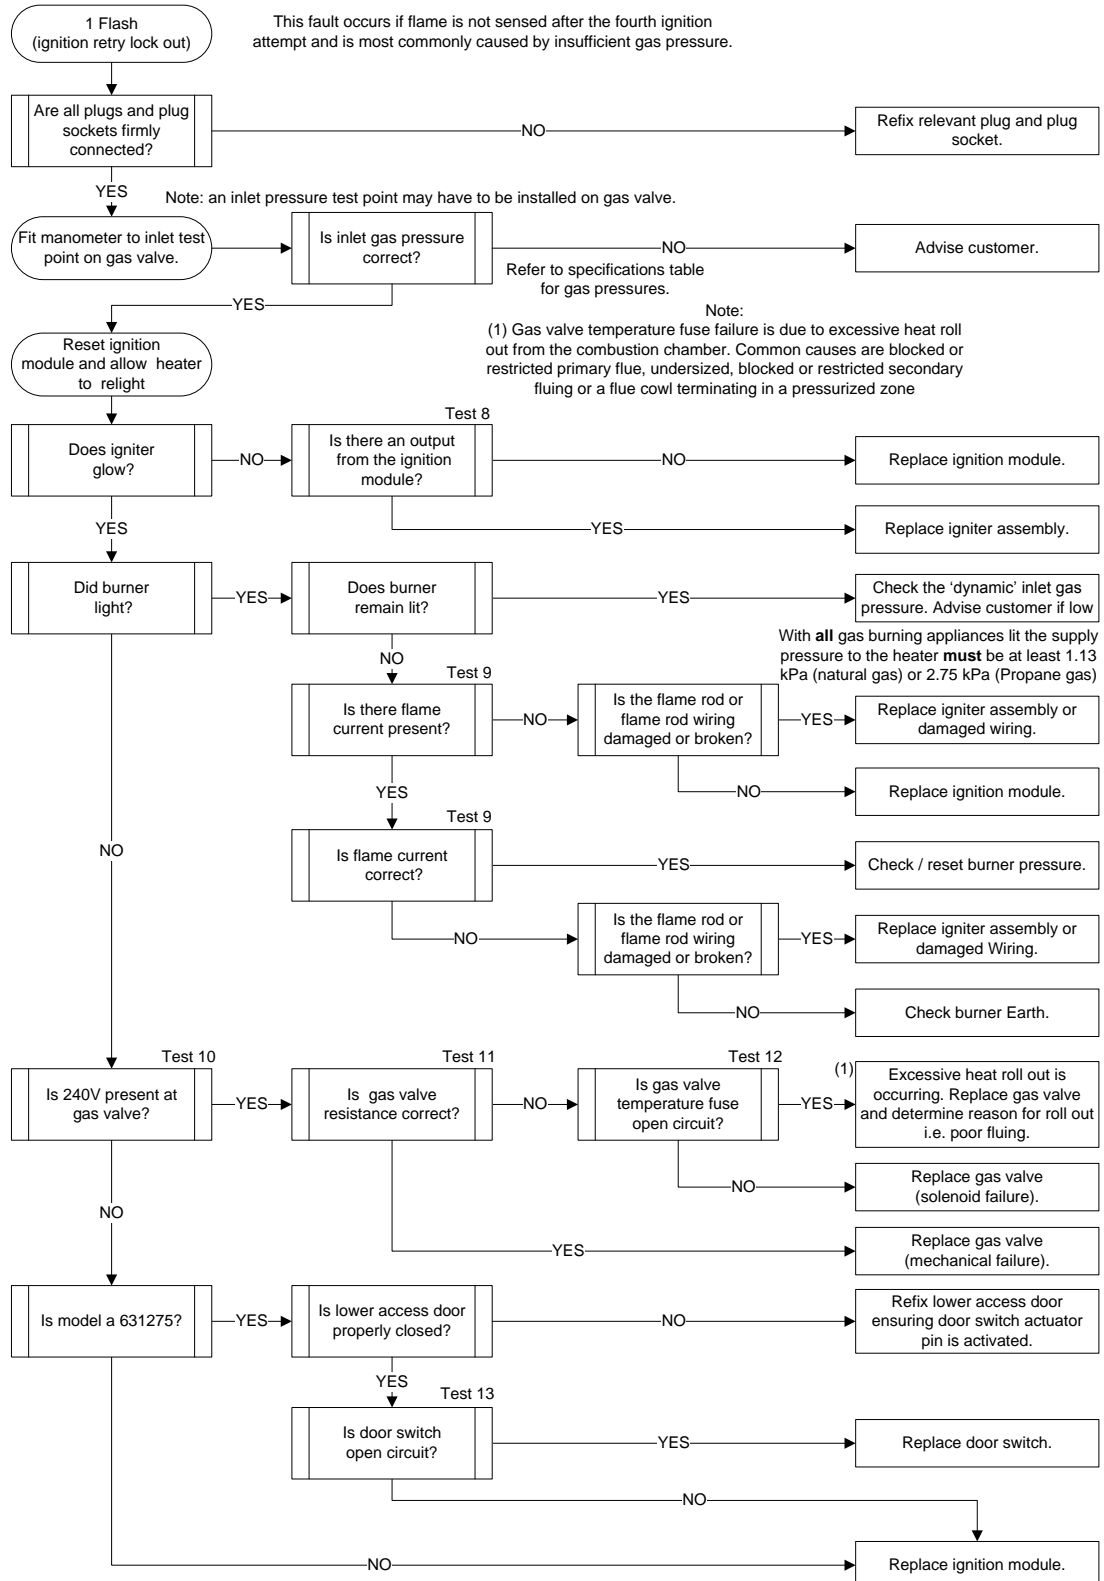 1 Flash
(ignition retry lock out)
This fault occurs if flame is not sensed after the fourth ignition
attempt and is most commonly caused by insufficient gas pressure.
Are all plugs and plug
sockets firmly
connected?
NO
Refix relevant plug and plug
socket.
YES
Note: an inlet pressure test point may have to be installed on gas valve.
Fit manometer to inlet test
point on gas valve.
Is inlet gas pressure
correct?
NO
Advise customer.
Refer to specifications table
for gas pressures.
YES
Note:
(1) Gas valve temperature fuse failure is due to excessive heat roll
out from the combustion chamber. Common causes are blocked or
restricted primary flue, undersized, blocked or restricted secondary
fluing or a flue cowl terminating in a pressurized zone
Reset ignition
module and allow heater
to relight
Test 8
Does igniter
glow?
NO
Is there an output
from the ignition
module?
NO
Replace ignition module.
YES
YES
Replace igniter assembly.
Did burner
light?
YES
Does burner
remain lit?
YES
Check the ‘dynamic’ inlet gas
pressure. Advise customer if low
With all gas burning appliances lit the supply
pressure to the heater must be at least 1.13
kPa (natural gas) or 2.75 kPa (Propane gas)
NO
Test 9
Is there flame
current present?
NO
Is the flame rod or
flame rod wiring
damaged or broken?
YES
Replace igniter assembly or
damaged wiring.
NO
Replace ignition module.
YES
Test 9
NO
Is flame current
correct?
YES
Check / reset burner pressure.
NO
Is the flame rod or
flame rod wiring
damaged or broken?
YES
Replace igniter assembly or
damaged Wiring.
NO
Check burner Earth.
Test 10
Is 240V present at
gas valve?
YES
Test 11
Is gas valve
resistance correct?
NO
Test 12
Is gas valve
temperature fuse
open circuit?
YES
(1)
Excessive heat roll out is
occurring. Replace gas valve
and determine reason for roll out
i.e. poor fluing.
NO
Replace gas valve
(solenoid failure).
NO
YES
Replace gas valve
(mechanical failure).
Is model a 631275?
YES
Is lower access door
properly closed?
NO
Refix lower access door
ensuring door switch actuator
pin is activated.
YES
Test 13
Is door switch
open circuit?
YES
Replace door switch.
NO
NO
Replace ignition module.